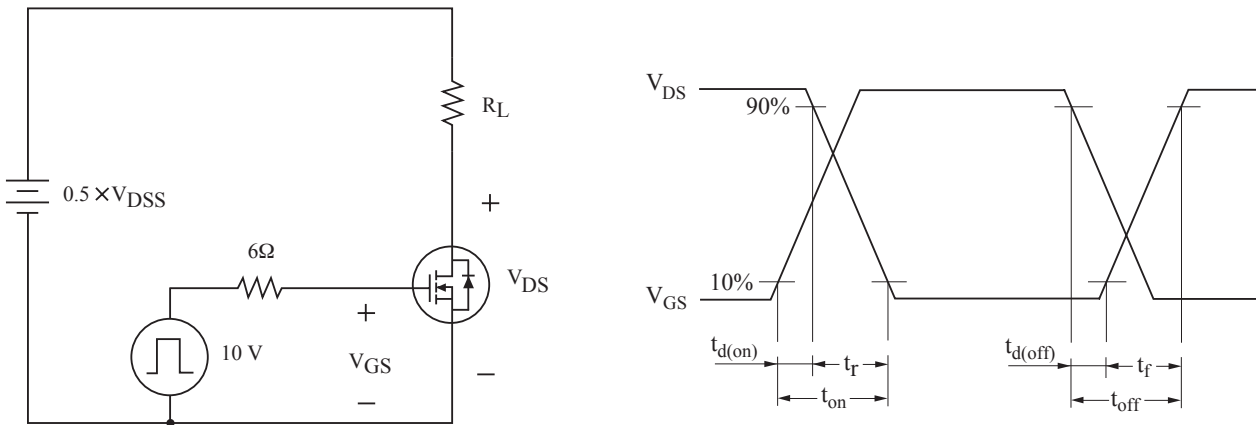 R_L
0.5 × V_DSS
+
6Ω
V_DS
+
10 V
V_GS
−
−
V_DS
90%
V_GS
10%
t_d(on)
t_r
t_on
t_d(off)
t_f
t_off